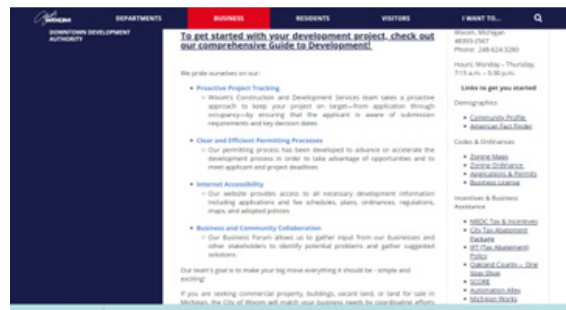 WIXOM
DEPARTMENTS
BUSINESS
RESIDENTS
VISITORS
I WANT TO...
DOWNTOWN DEVELOPMENT
AUTHORITY
To get started with your development project, check out
our comprehensive Guide to Development!
We pride ourselves on our:
Proactive Project Tracking
Wixom's Construction and Development Services team takes a proactive
approach to keep your project on target—from application through
occupancy—by ensuring that the applicant is aware of submission
requirements and key decision dates
Clear and Efficient Permitting Processes
Our permitting process has been developed to advance or accelerate the
development process in order to take advantage of opportunities and to
meet applicant and project deadlines
Internet Accessibility
Our website provides access to all necessary development information
including applications and fee schedules, plans, ordinances, regulations,
maps, and adopted policies
Business and Community Collaboration
Our Business Forum allows us to gather input from our businesses and
other stakeholders to identify potential problems and gather suggested
solutions.
Our team's goal is to make your big move everything it should be - simple and
exciting!
If you are seeking commercial property, buildings, vacant land, or land for sale in
Michigan, the City of Wixom will match your business needs by coordinating efforts
Wixom, Michigan
48393-2567
Phone: 248-624-3280
Hours: Monday – Thursday,
7:15 a.m. – 5:30 p.m.
Links to get you started
Demographics
Community Profile
American Fact Finder
Codes & Ordinances
Zoning Maps
Zoning Ordinance
Applications & Permits
Business License
Incentives & Business
Assistance
MEDC Tax & Incentives
City Tax Abatement
Package
IFT (Tax Abatement)
Policy
Oakland County – One
Stop Shop
SCORE
Automation Alley
Michigan Works